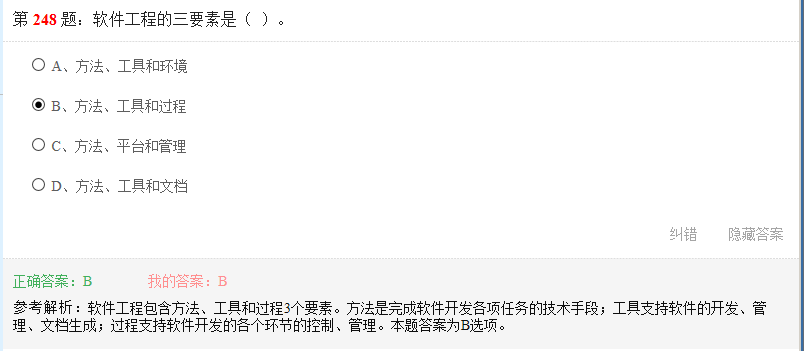 第 248 题：软件工程的三要素是（ ）。
A、方法、工具和环境
B、方法、工具和过程
C、方法、平台和管理
D、方法、工具和文档
纠错 隐藏答案
正确答案：B 我的答案：B
参考解析：软件工程包含方法、工具和过程3个要素。方法是完成软件开发各项任务的技术手段；工具支持软件的开发、管
理、文档生成；过程支持软件开发的各个环节的控制、管理。本题答案为B选项。